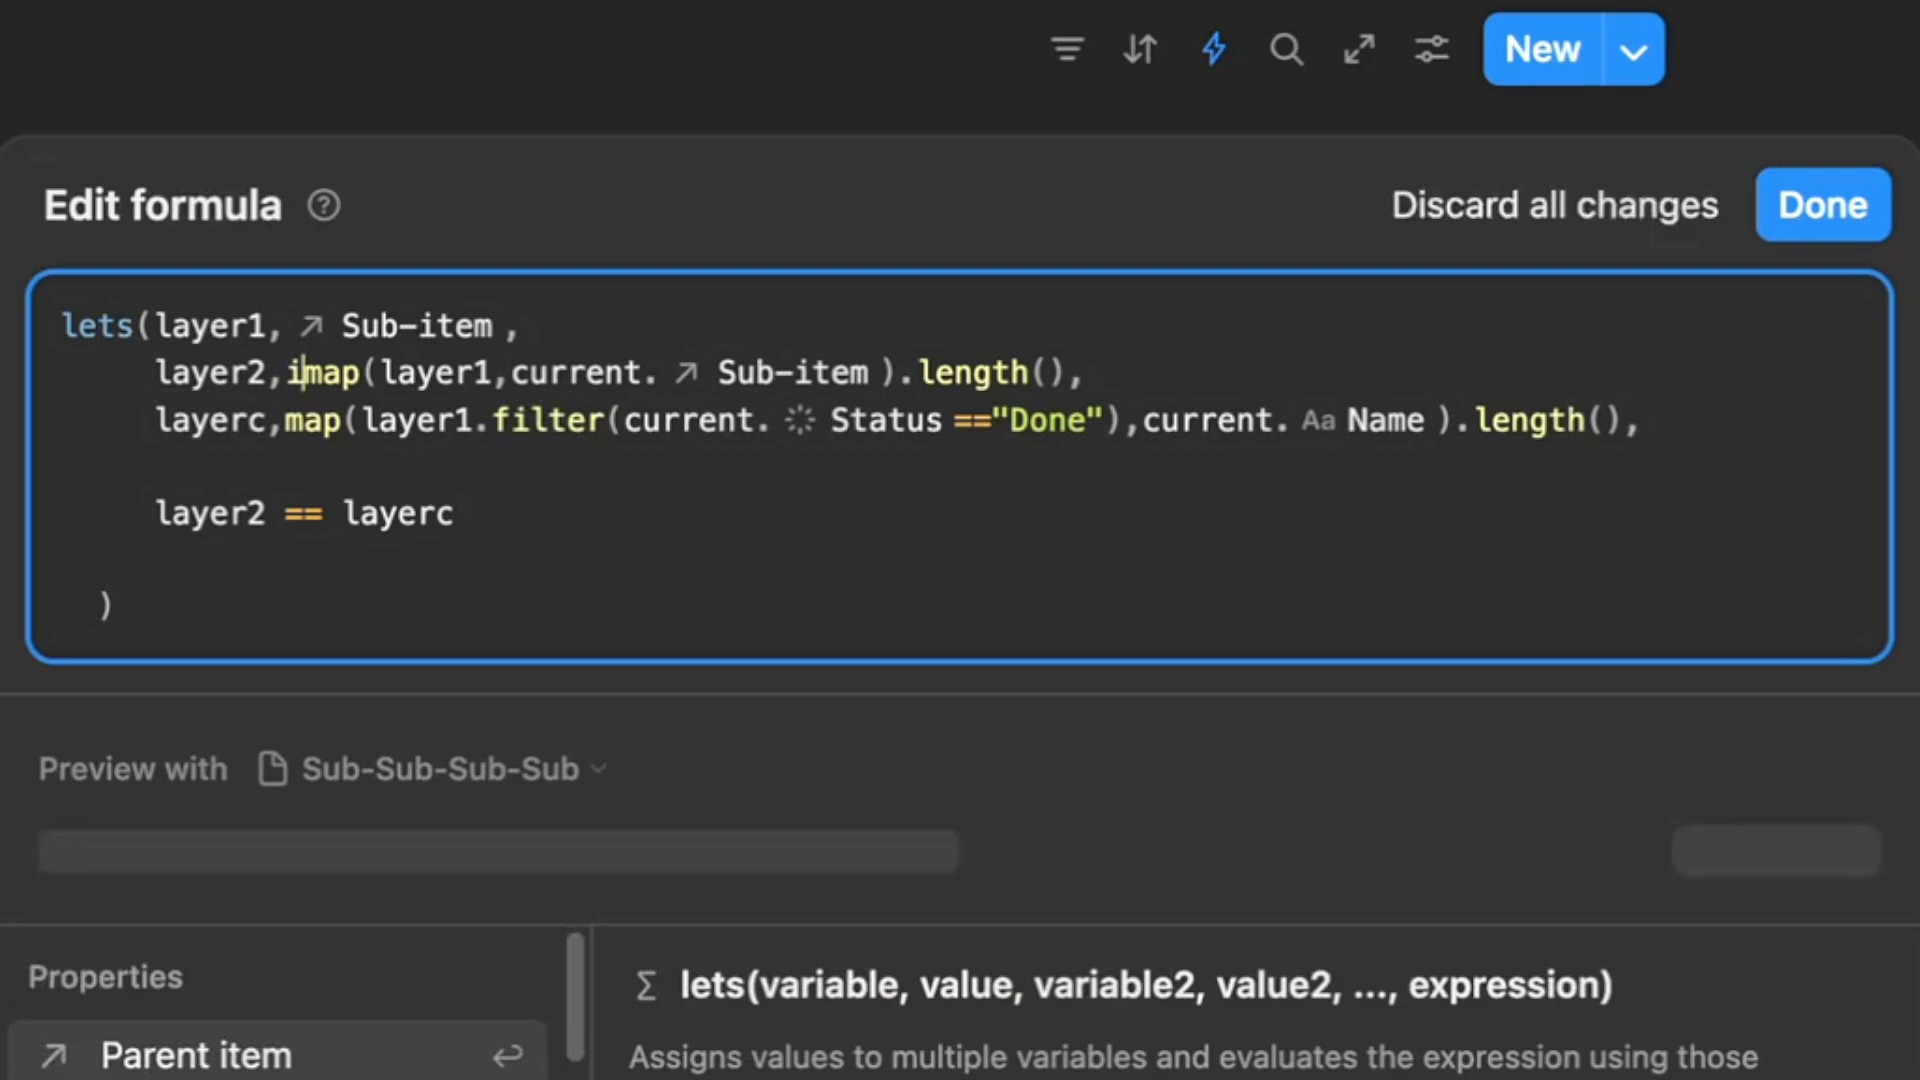 New
Edit formula ?
Discard all changes
Done
lets(layer1, ↗ Sub-item ,
layer2,imap(layer1,current. ↗ Sub-item ).length(),
layerc,map(layer1.filter(current. Status =="Done"),current. Aa Name ).length(),
layer2 == layerc
)
Preview with Sub-Sub-Sub-Sub
Properties
↗ Parent item
Σ lets(variable, value, variable2, value2, ..., expression)
Assigns values to multiple variables and evaluates the expression using those